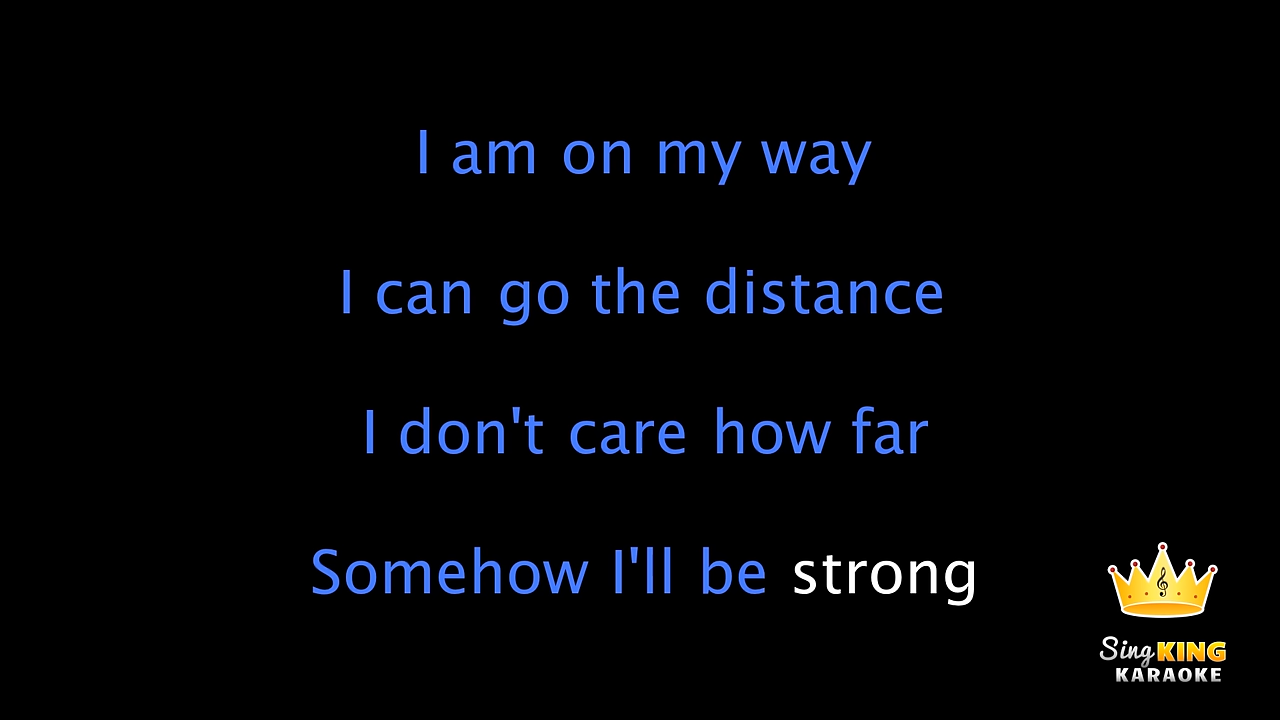 I am on my way
I can go the distance
I don't care how far
Somehow I'll be strong
Sing KING
KARAOKE